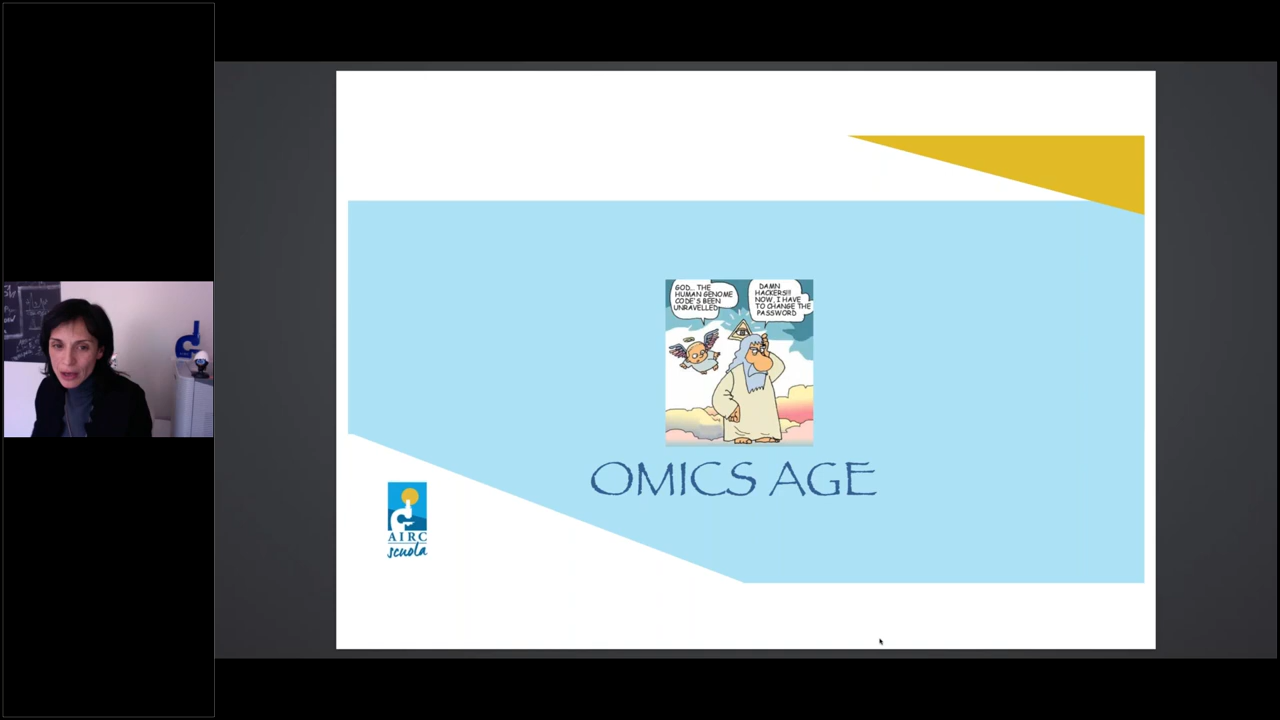 GOD... THE
HUMAN GENOME
CODE'S BEEN
UNRAVELLED
DAMN
HACKERS!!!
NOW, I HAVE
TO CHANGE THE
PASSWORD
OMICS AGE
AIRC
scuola